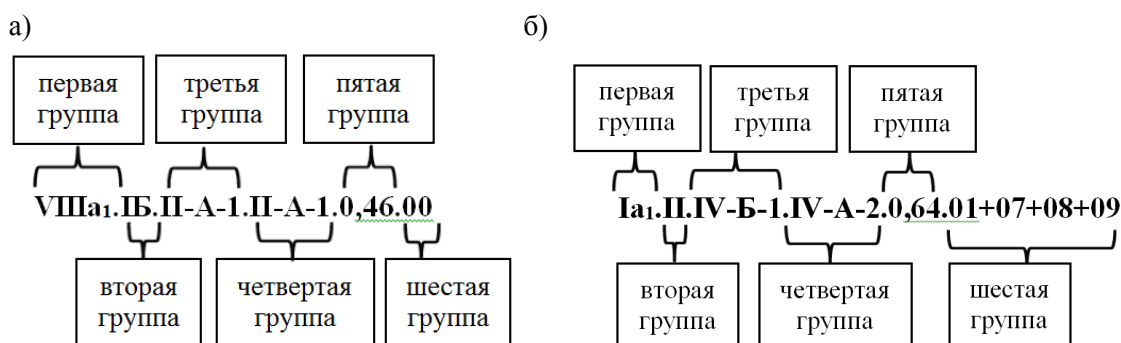 а)
первая
группа
третья
группа
пятая
группа
VIIIа₁.IБ.II-А-1.II-А-1.0,46.00
вторая
группа
четвертая
группа
шестая
группа
б)
первая
группа
третья
группа
пятая
группа
Iа₁.II.IV-Б-1.IV-А-2.0,64.01+07+08+09
вторая
группа
четвертая
группа
шестая
группа